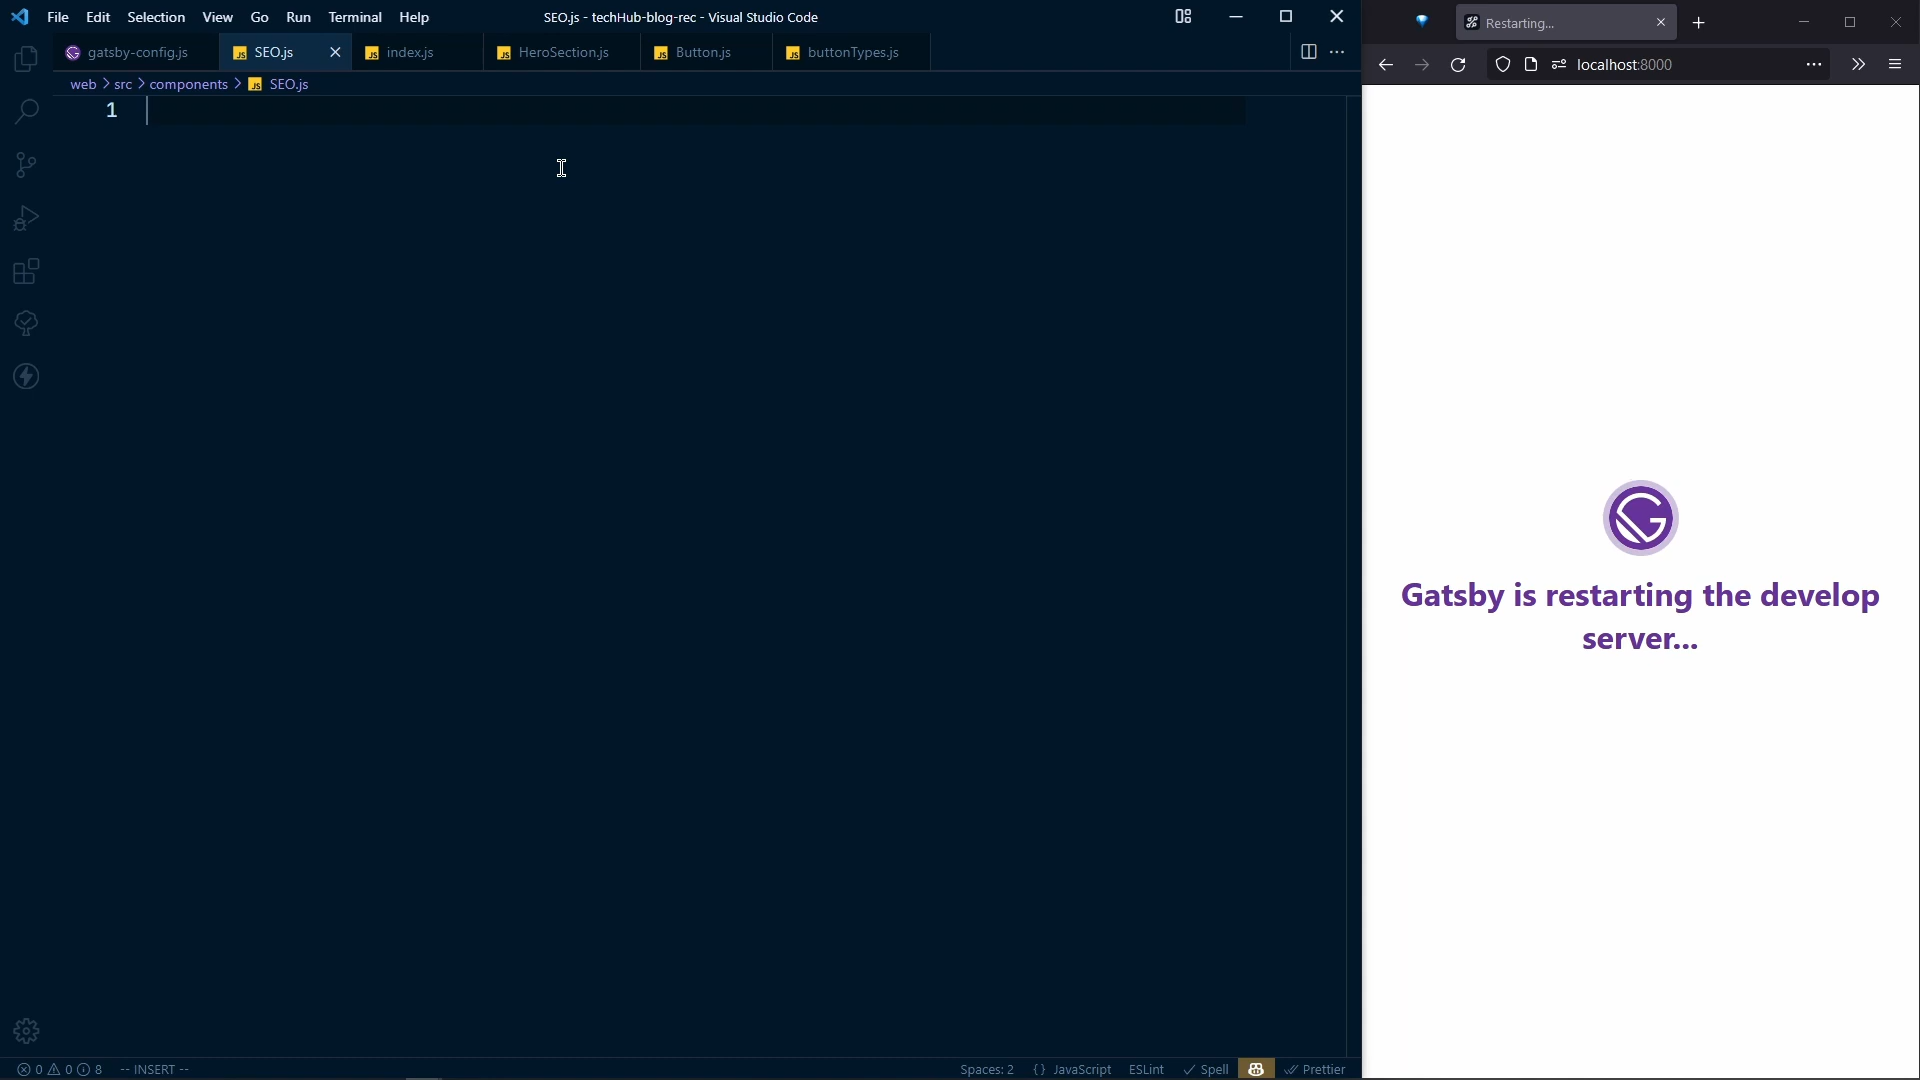 File Edit Selection View Go Run Terminal Help
SEO.js - techHub-blog-rec - Visual Studio Code
gatsby-config.js
SEO.js
index.js
HeroSection.js
Button.js
buttonTypes.js
web > src > components > SEO.js
1
0 0 8 -- INSERT --
Spaces: 2 {} JavaScript ESLint Spell Prettier
Restarting...
localhost:8000
Gatsby is restarting the develop
server...